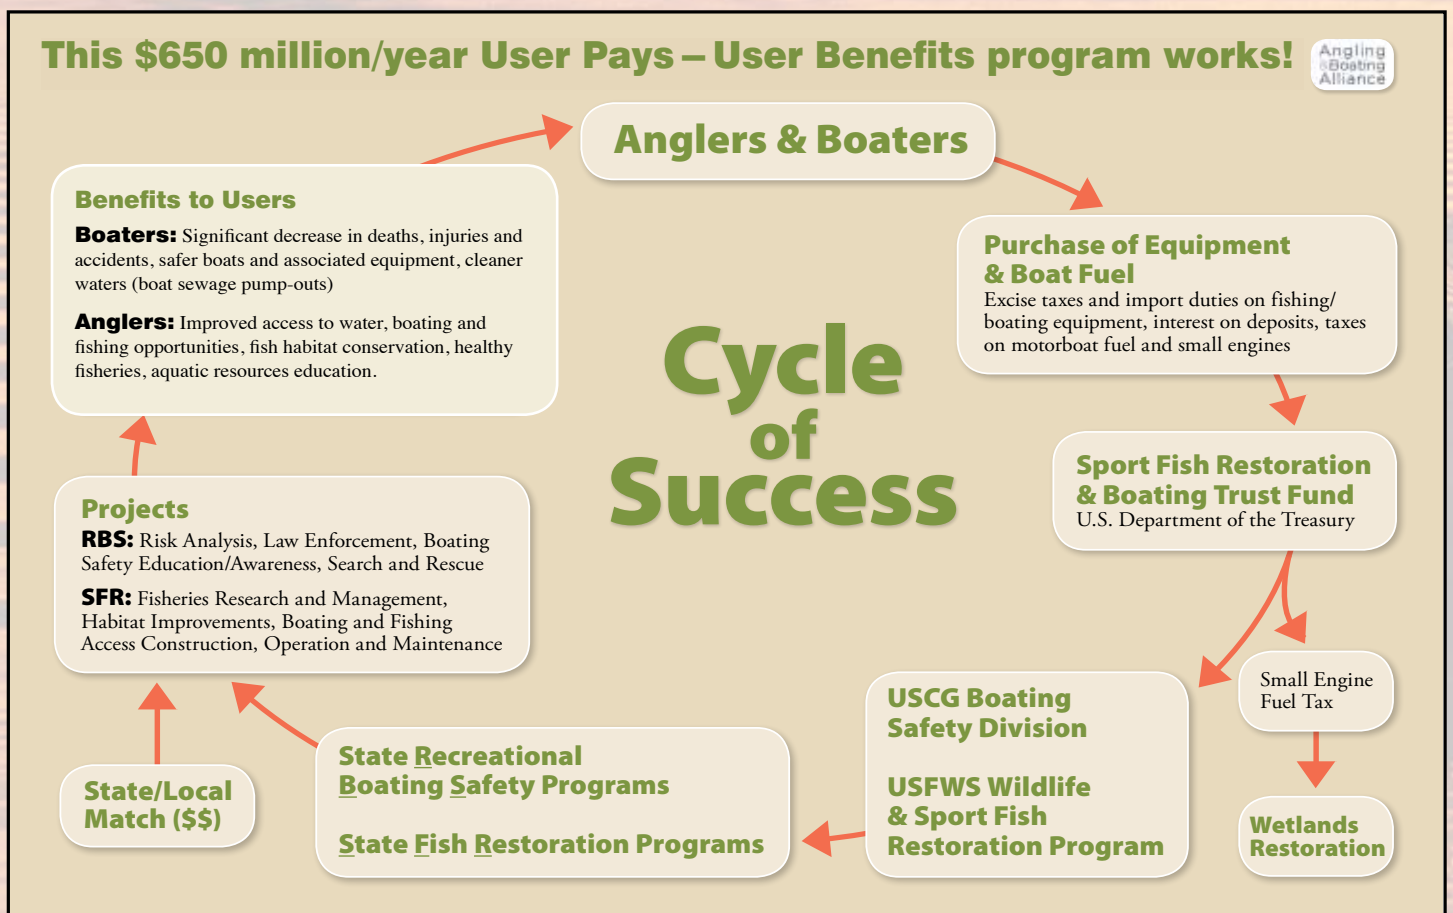 This $650 million/year User Pays – User Benefits program works!
Angling
&Boating
Alliance
Anglers & Boaters
Benefits to Users
Boaters: Significant decrease in deaths, injuries and
accidents, safer boats and associated equipment, cleaner
waters (boat sewage pump-outs)
Anglers: Improved access to water, boating and
fishing opportunities, fish habitat conservation, healthy
fisheries, aquatic resources education.
Purchase of Equipment
& Boat Fuel
Excise taxes and import duties on fishing/
boating equipment, interest on deposits, taxes
on motorboat fuel and small engines
Cycle
of
Success
Sport Fish Restoration
& Boating Trust Fund
U.S. Department of the Treasury
Projects
RBS: Risk Analysis, Law Enforcement, Boating
Safety Education/Awareness, Search and Rescue
SFR: Fisheries Research and Management,
Habitat Improvements, Boating and Fishing
Access Construction, Operation and Maintenance
Small Engine
Fuel Tax
USCG Boating
Safety Division
USFWS Wildlife
& Sport Fish
Restoration Program
State Recreational
Boating Safety Programs
State Fish Restoration Programs
State/Local
Match ($$)
Wetlands
Restoration